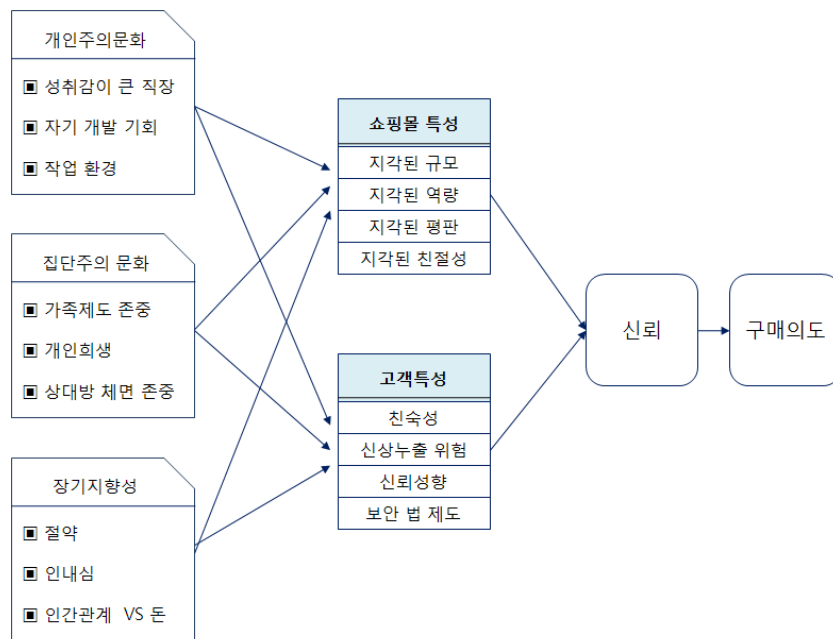 개인주의문화
▣ 성취감이 큰 직장
▣ 자기 개발 기회
▣ 작업 환경
집단주의 문화
▣ 가족제도 존중
▣ 개인희생
▣ 상대방 체면 존중
장기지향성
▣ 절약
▣ 인내심
▣ 인간관계 VS 돈
쇼핑몰 특성
지각된 규모
지각된 역량
지각된 평판
지각된 친절성
고객특성
친숙성
신상누출 위험
신뢰성향
보안 법 제도
신뢰
구매의도